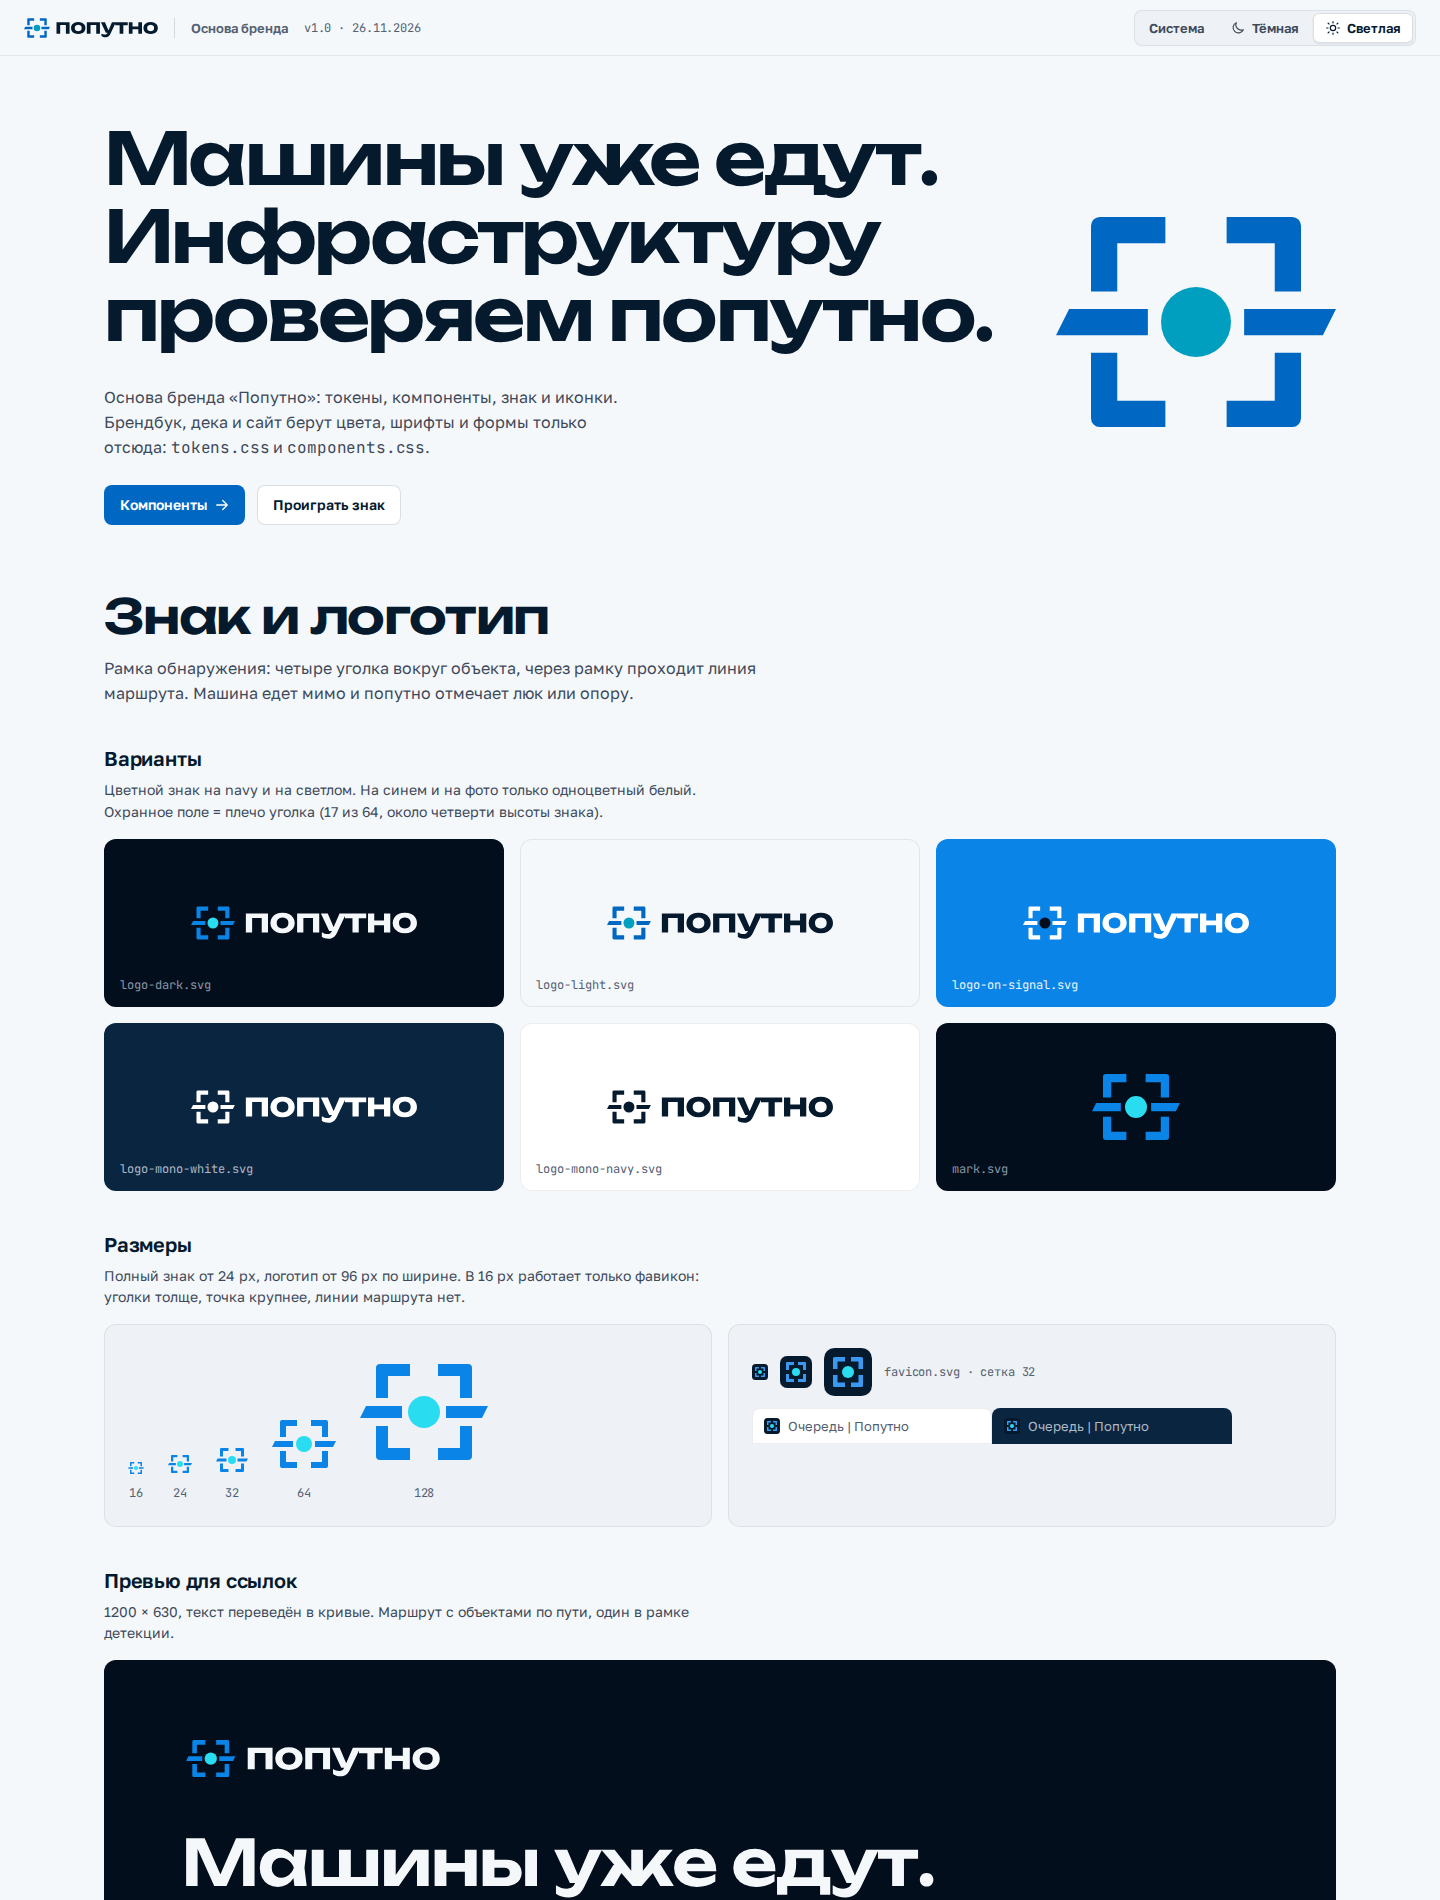 попутно
Основа бренда v1.0 · 26.11.2026
Система Тёмная Светлая
Машины уже едут.
Инфраструктуру
проверяем попутно.
Основа бренда «Попутно»: токены, компоненты, знак и иконки.
Брендбук, дека и сайт берут цвета, шрифты и формы только
отсюда: tokens.css и components.css.
Компоненты Проиграть знак
Знак и логотип
Рамка обнаружения: четыре уголка вокруг объекта, через рамку проходит линия
маршрута. Машина едет мимо и попутно отмечает люк или опору.
Варианты
Цветной знак на navy и на светлом. На синем и на фото только одноцветный белый.
Охранное поле = плечо уголка (17 из 64, около четверти высоты знака).
попутно попутно попутно
logo-dark.svg logo-light.svg logo-on-signal.svg
попутно попутно
logo-mono-white.svg logo-mono-navy.svg mark.svg
Размеры
Полный знак от 24 px, логотип от 96 px по ширине. В 16 px работает только фавикон:
уголки толще, точка крупнее, линии маршрута нет.
favicon.svg · сетка 32
Очередь | Попутно Очередь | Попутно
16 24 32 64 128
Превью для ссылок
1200 × 630, текст переведён в кривые. Маршрут с объектами по пути, один в рамке
детекции.
попутно
Машины уже едут.